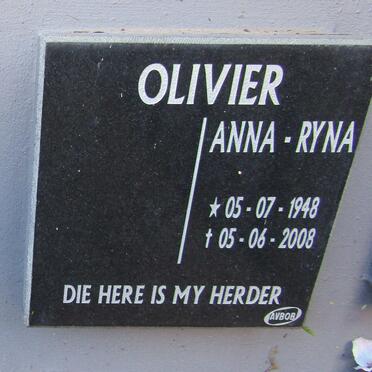 OLIVIER
ANNA - RYNA
★ 05 - 07 - 1948
† 05 - 06 - 2008
DIE HERE IS MY HERDER
AVBOB